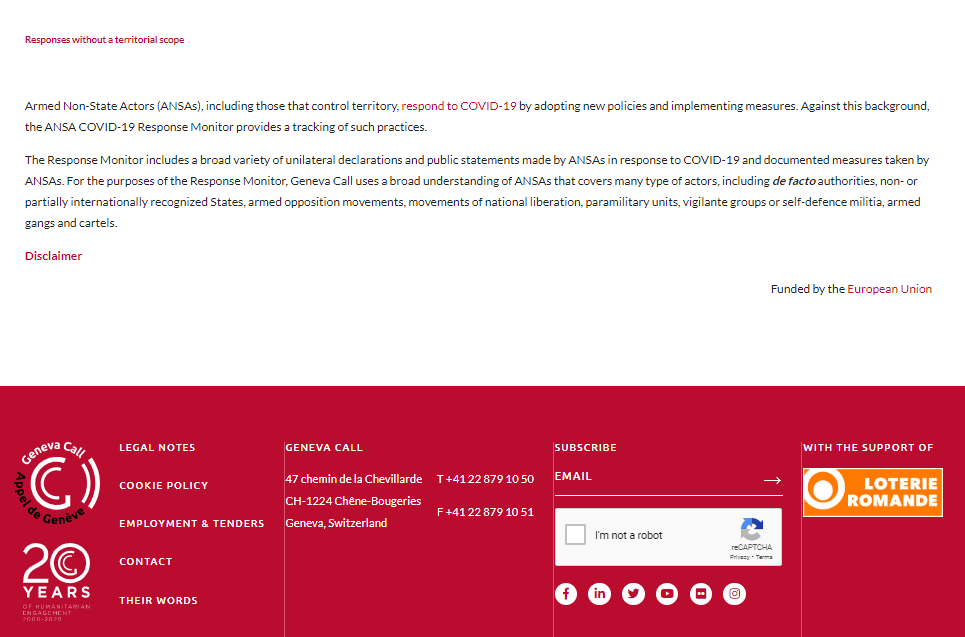 Responses without a territorial scope
Armed Non-State Actors (ANSAs), including those that control territory, respond to COVID-19 by adopting new policies and implementing measures. Against this background,
the ANSA COVID-19 Response Monitor provides a tracking of such practices.
The Response Monitor includes a broad variety of unilateral declarations and public statements made by ANSAs in response to COVID-19 and documented measures taken by
ANSAs. For the purposes of the Response Monitor, Geneva Call uses a broad understanding of ANSAs that covers many type of actors, including de facto authorities, non- or
partially internationally recognized States, armed opposition movements, movements of national liberation, paramilitary units, vigilante groups or self-defence militia, armed
gangs and cartels.
Disclaimer
Funded by the European Union
Geneva Call
Appel de Genève
20
YEARS
OF HUMANITARIAN
ENGAGEMENT
2000-2020
LEGAL NOTES
COOKIE POLICY
EMPLOYMENT & TENDERS
CONTACT
THEIR WORDS
GENEVA CALL
47 chemin de la Chevillarde
CH-1224 Chêne-Bougeries
Geneva, Switzerland
T +41 22 879 10 50
F +41 22 879 10 51
SUBSCRIBE
EMAIL
I'm not a robot
reCAPTCHA
Privacy - Terms
WITH THE SUPPORT OF
LOTERIE
ROMANDE